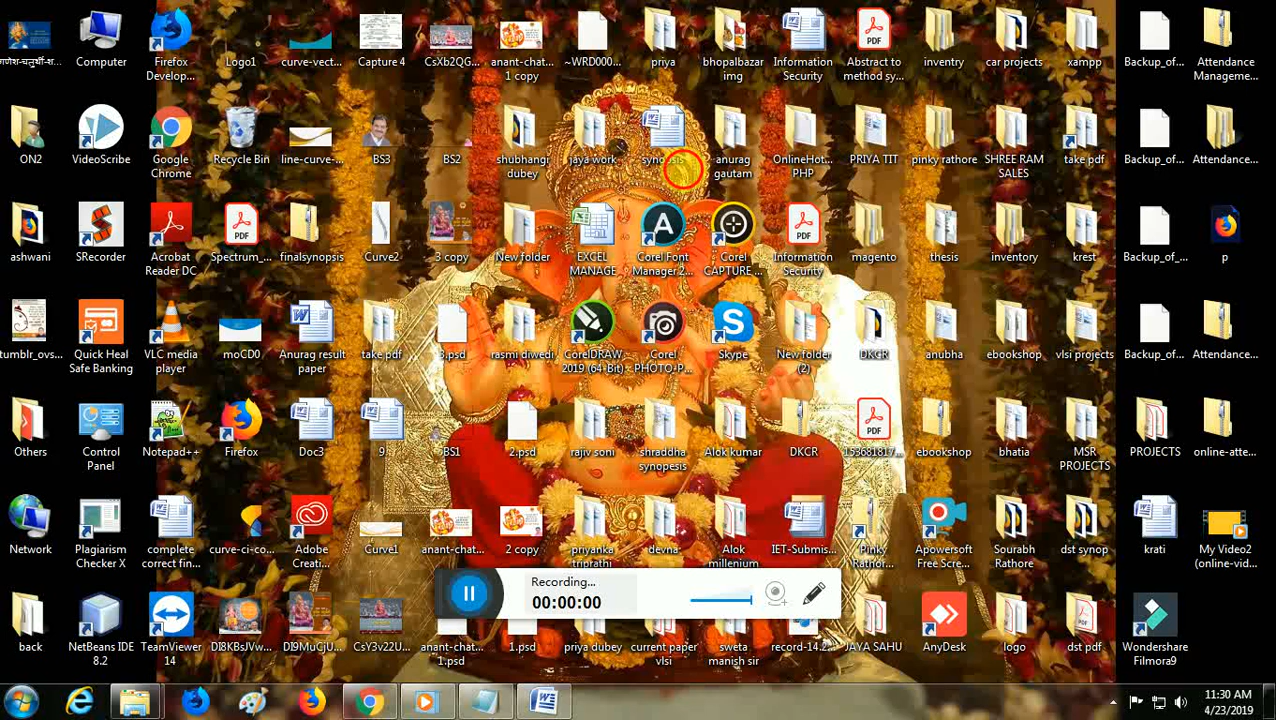 गणेश-चतुर्थी-श...
Computer
Firefox
Develop...
Logo1
curve-vect...
Capture 4
CsXb2QG...
anant-chat...
1 copy
~WRD000...
priya
bhopalbazar
img
Information
Security
Abstract to
method sy...
inventry
car projects
xampp
Backup_of...
Attendance
Manageme...
ON2
VideoScribe
Google
Chrome
Recycle Bin
line-curve-...
BS3
BS2
shubhangi
dubey
jaya work
synopsis
anurag
gautam
OnlineHot...
PHP
PRIYA TIT
pinky rathore
SHREE RAM
SALES
take pdf
Backup_of...
Attendance...
ashwani
SRecorder
Acrobat
Reader DC
Spectrum_...
finalsynopsis
Curve2
3 copy
New folder
EXCEL
MANAGE
Corel Font
Manager 2...
Corel
CAPTURE ...
Information
Security
magento
thesis
inventory
krest
Backup_of_...
p
tumblr_ovs...
Quick Heal
Safe Banking
VLC media
player
moCD0
Anurag result
paper
take pdf
3.psd
rasmi diwedi
CorelDRAW
2019 (64-Bit)
Corel
PHOTO-P...
Skype
New folder
(2)
DKCR
anubha
ebookshop
vlsi projects
Backup_of...
Attendance...
Others
Control
Panel
Notepad++
Firefox
Doc3
9
BS1
2.psd
rajiv soni
shraddha
synopesis
Alok kumar
DKCR
153681817...
ebookshop
bhatia
MSR
PROJECTS
PROJECTS
online-atte...
Network
Plagiarism
Checker X
complete
correct fin...
curve-ci-co...
Adobe
Creati...
Curve1
anant-chat...
2 copy
priyanka
triprathi
devna
Alok
millenium
IET-Submis...
Pinky
Rathor...
Apowersoft
Free Scre...
Sourabh
Rathore
dst synop
krati
My Video2
(online-vid...
Recording...
00:00:00
back
NetBeans IDE
8.2
TeamViewer
14
DI8KBsJVw...
DI9MuCjU...
CsY3v22U...
anant-chat...
1.psd
1.psd
priya dubey
current paper
vlsi
sweta
manish sir
record-14.2...
JAYA SAHU
AnyDesk
logo
dst pdf
Wondershare
Filmora9
11:30 AM
4/23/2019